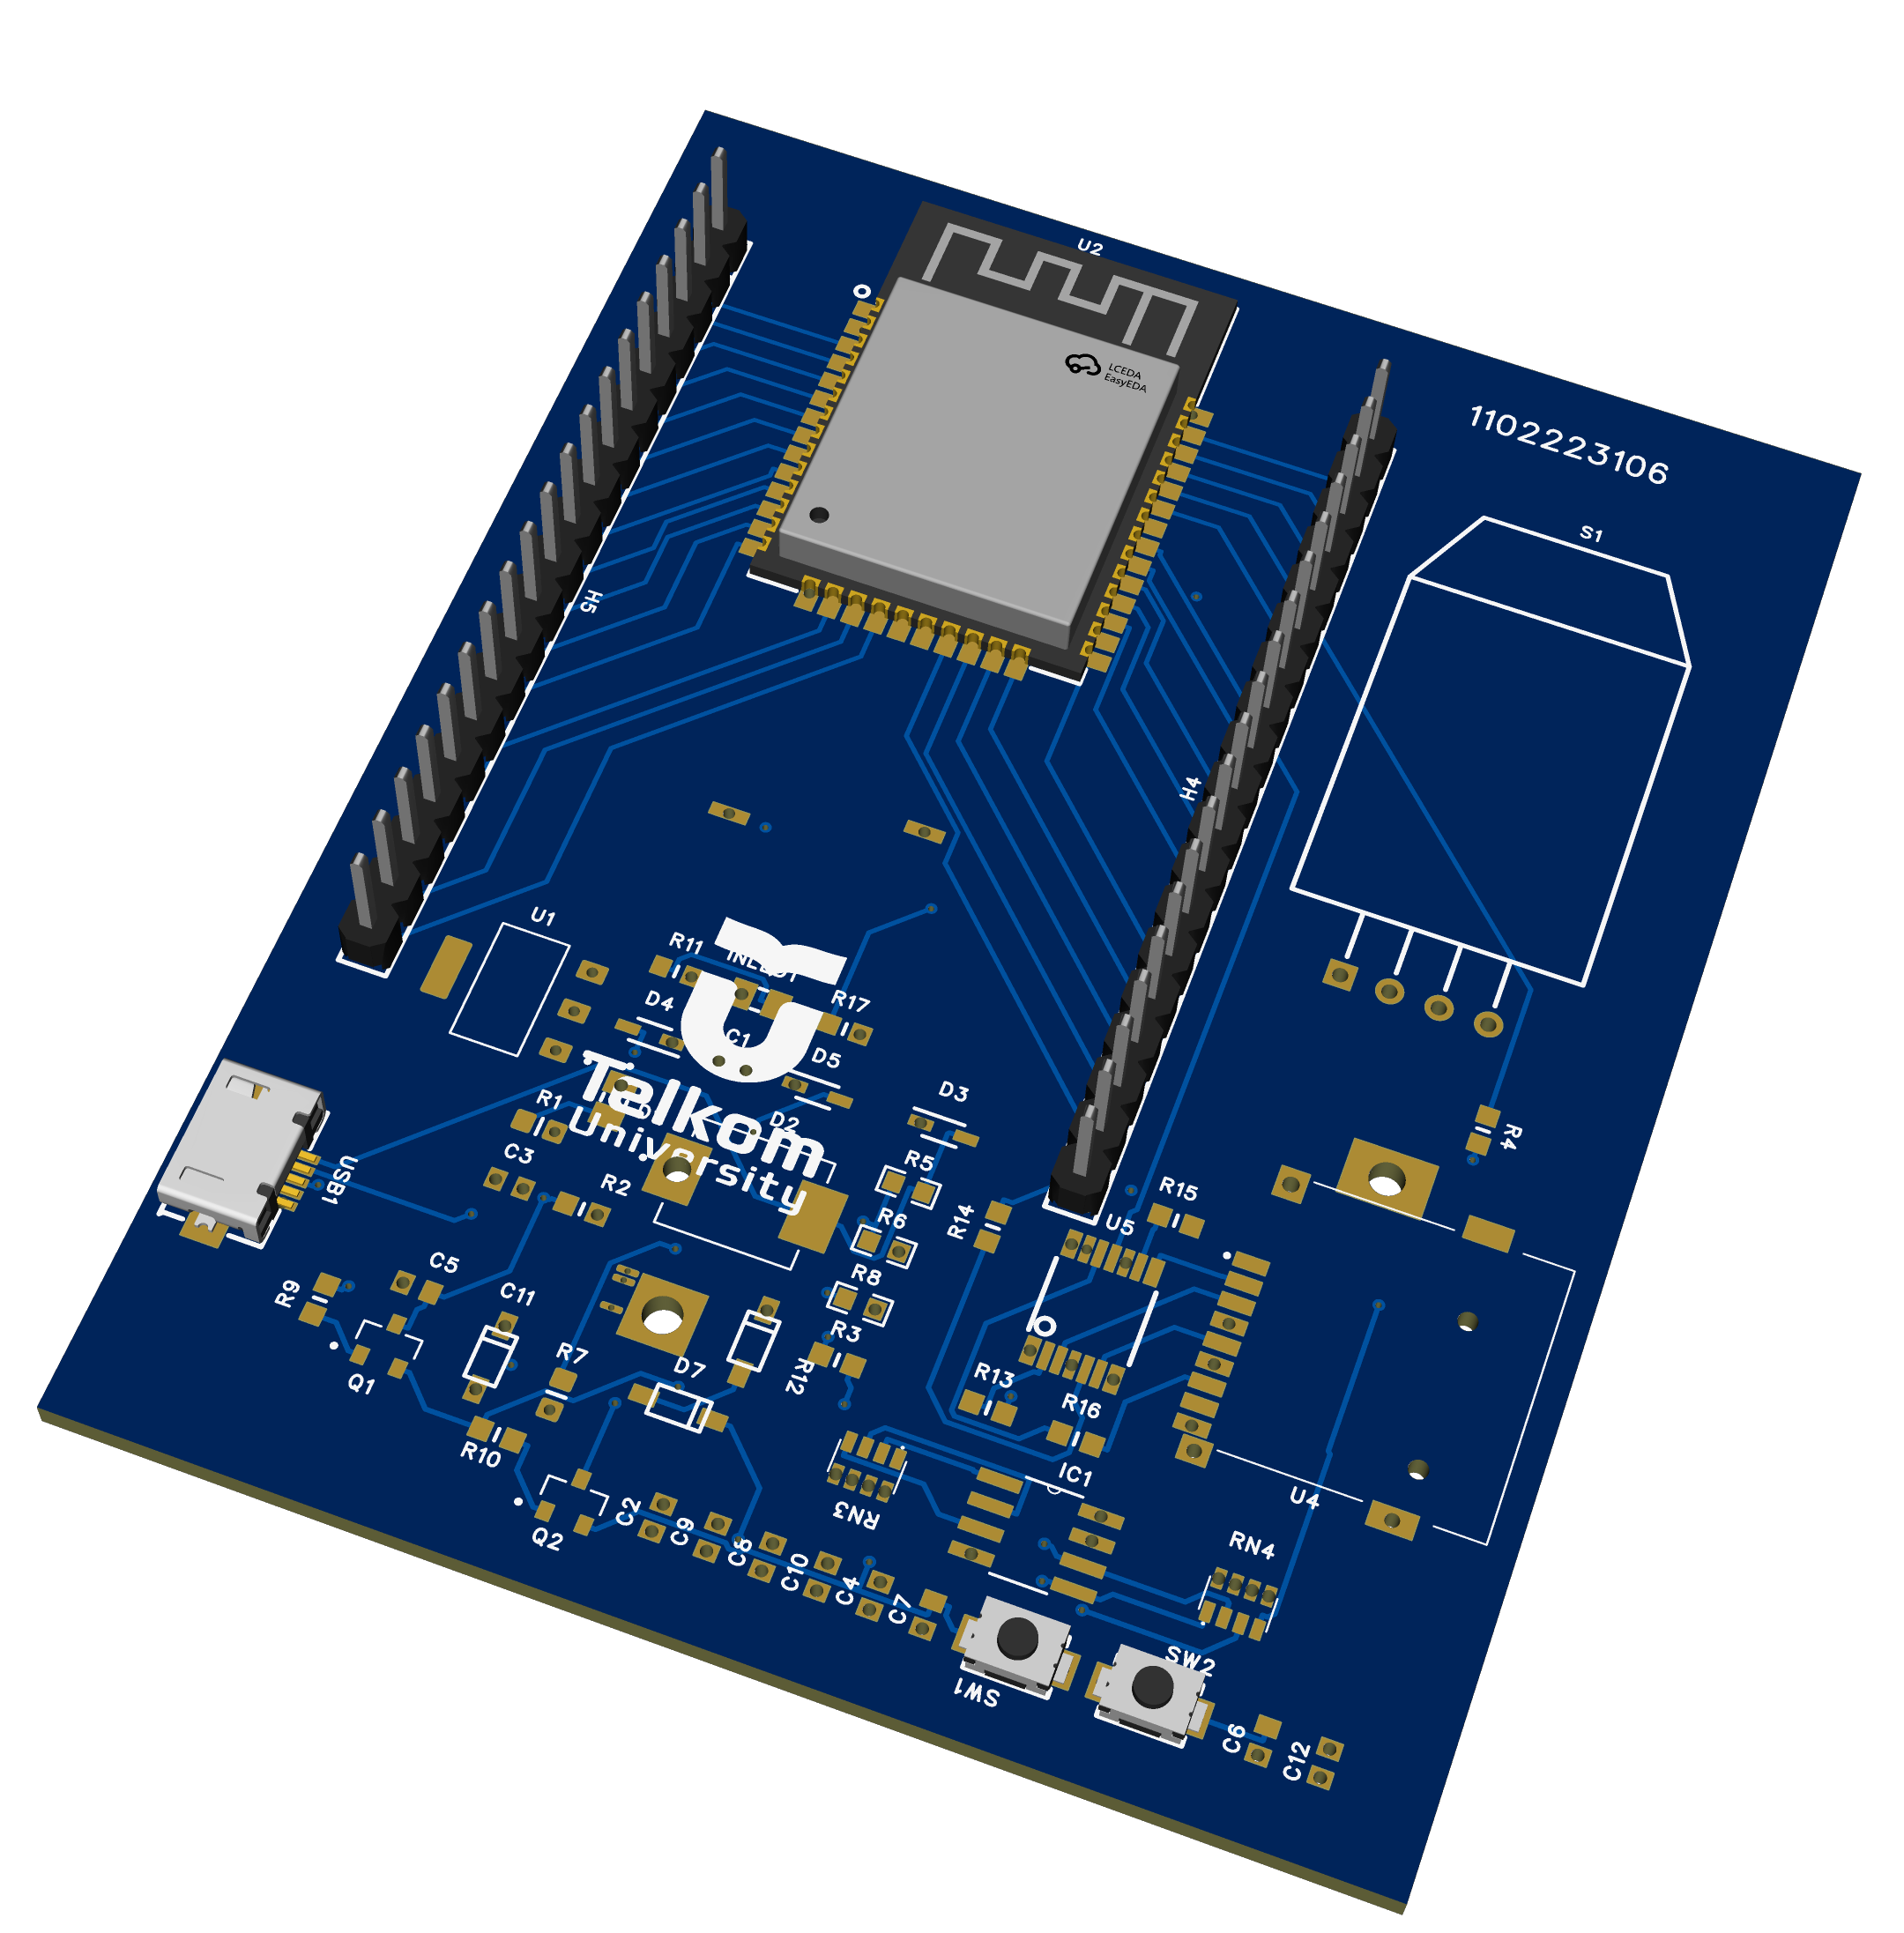 U2
LCEDA
EasyEDA
1102223106
S1
H5
H4
U1
R11
R17
D4
C1
D5
Telkom
University
D3
D2
R1
C3
R2
R5
R4
USB1
R6
R14
R15
U5
C5
R9
C11
R8
R3
R7
D7
R12
Q1
R13
R16
R10
IC1
U4
C2
C9
RN3
Q2
C8
C10
C4
C7
RN4
SW1
SW2
C6
C12